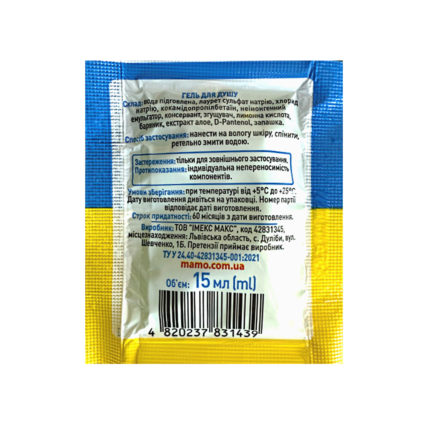 ГЕЛЬ ДЛЯ ДУШУ
Склад: вода підговлена, лаурет сульфат натрію, хлорид
натрію, кокамідопропілбетаїн, неіоногенний
емульгатор, консервант, згущувач, лимонна кислота,
барвник, екстракт алое, D-Pantenol, запашка.
Спосіб застосування: нанести на вологу шкіру, спінити,
ретельно змити водою.
Застереження: тільки для зовнішнього застосування.
Протипоказання: індивідуальна непереносимість
компонентів.
Умови зберігання: при температурі від +5°C до +25°C.
Дату виготовлення дивіться на упаковці. Номер партії
відповідає даті виготовлення.
Строк придатності: 60 місяців з дати виготовлення.
Виробник: ТОВ "ІМЕКС МАКС", код 42831345,
місцезнаходження: Львівська область, с. Дуліби, вул.
Шевченко, 1Б. Претензії приймає виробник.
ТУ У 24.40-42831345-001:2021
mamo.com.ua
Об'єм: 15 мл (ml)
4 820237 831439